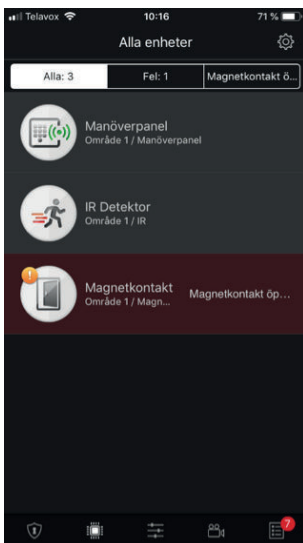 Telavox 10:16 71 %
Alla enheter
Alla: 3 Fel: 1 Magnetkontakt ö...
Manöverpanel
Område 1 / Manöverpanel
IR Detektor
Område 1 / IR
Magnetkontakt
Område 1 / Magn... Magnetkontakt öp...
7